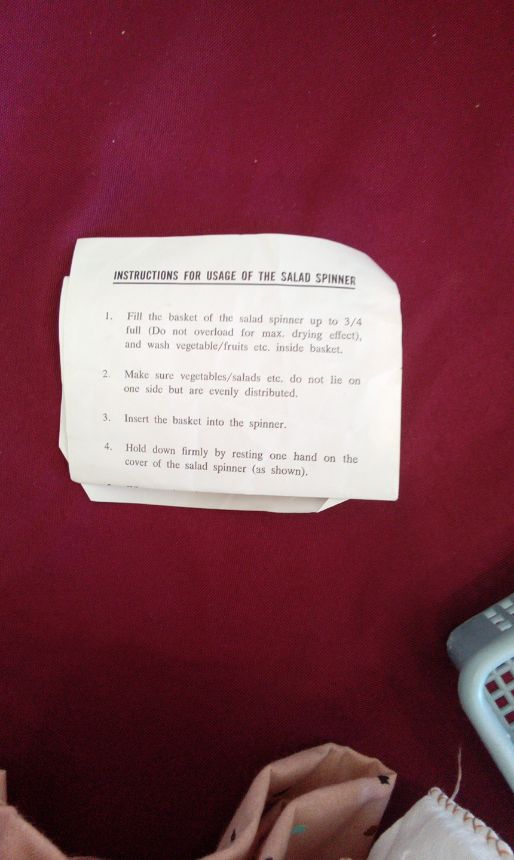 INSTRUCTIONS FOR USAGE OF THE SALAD SPINNER
1. Fill the basket of the salad spinner up to 3/4
full (Do not overload for max. drying effect),
and wash vegetable/fruits etc. inside basket.
2. Make sure vegetables/salads etc. do not lie on
one side but are evenly distributed.
3. Insert the basket into the spinner.
4. Hold down firmly by resting one hand on the
cover of the salad spinner (as shown).